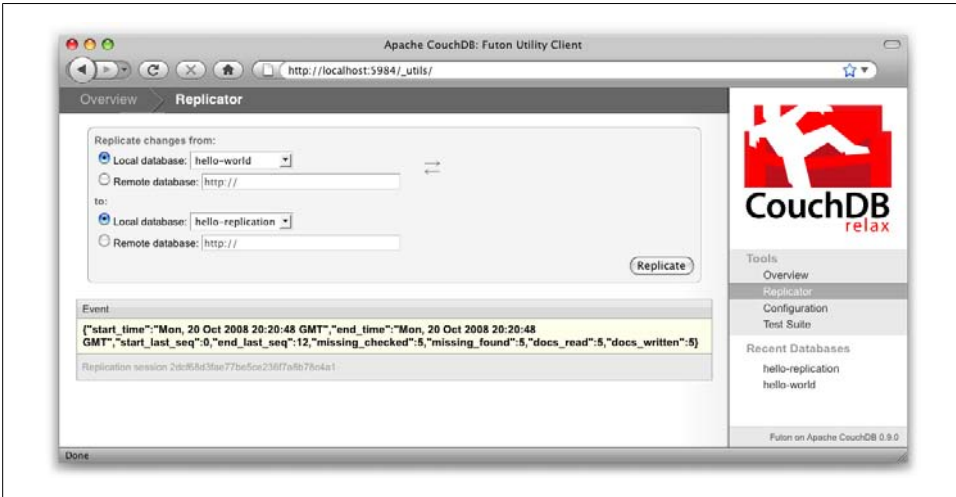 Apache CouchDB: Futon Utility Client
http://localhost:5984/_utils/
Overview
Replicator
Replicate changes from:
Local database: hello-world
Remote database: http://
to:
Local database: hello-replication
Remote database: http://
Replicate
Event
{"start_time":"Mon, 20 Oct 2008 20:20:48 GMT","end_time":"Mon, 20 Oct 2008 20:20:48
GMT","start_last_seq":0,"end_last_seq":12,"missing_checked":5,"missing_found":5,"docs_read":5,"docs_written":5}
Replication session
CouchDB
relax
Tools
Overview
Replicator
Configuration
Test Suite
Recent Databases
hello-replication
hello-world
Futon on Apache CouchDB 0.9.0
Done